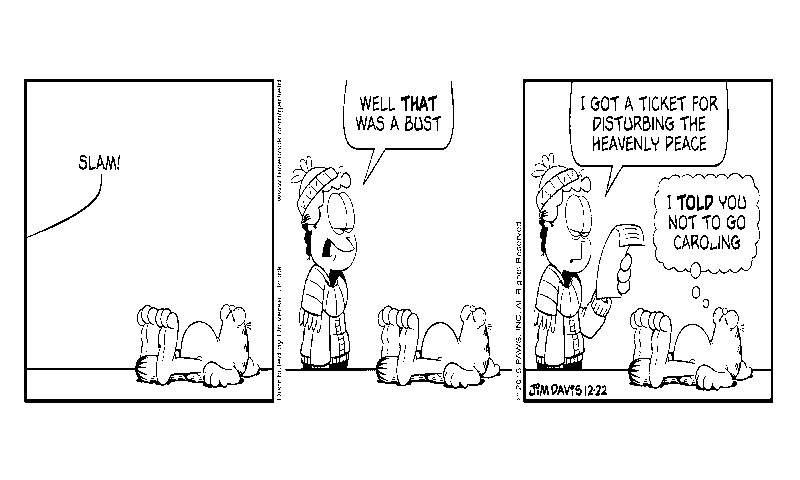 SLAM!
WELL THAT
WAS A BUST
I GOT A TICKET FOR
DISTURBING THE
HEAVENLY PEACE
I TOLD YOU
NOT TO GO
CAROLING
JIM DAVIS 12·22
PAWS, INC. All Rights Reserved